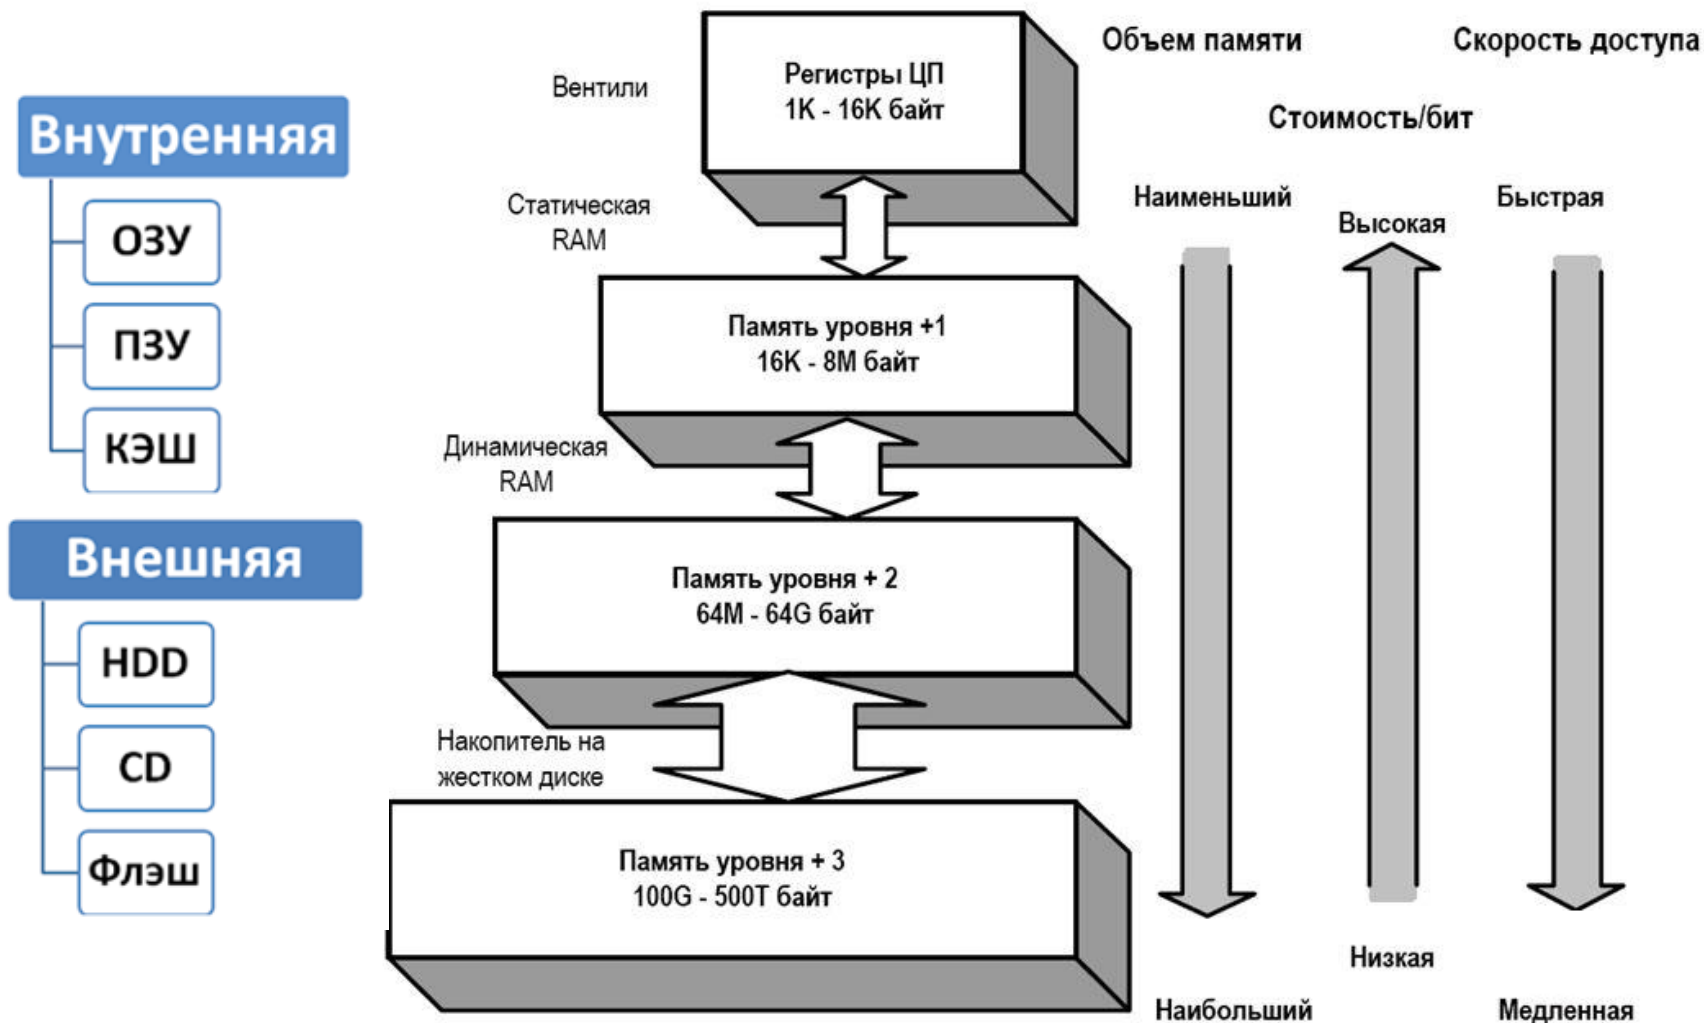 Внутренняя
ОЗУ
ПЗУ
КЭШ
Внешняя
HDD
CD
Флэш
Вентили
Регистры ЦП
1K - 16K байт
Статическая
RAM
Память уровня +1
16K - 8M байт
Динамическая
RAM
Память уровня + 2
64M - 64G байт
Накопитель на
жестком диске
Память уровня + 3
100G - 500T байт
Объем памяти
Скорость доступа
Стоимость/бит
Наименьший
Высокая
Быстрая
Низкая
Наибольший
Медленная